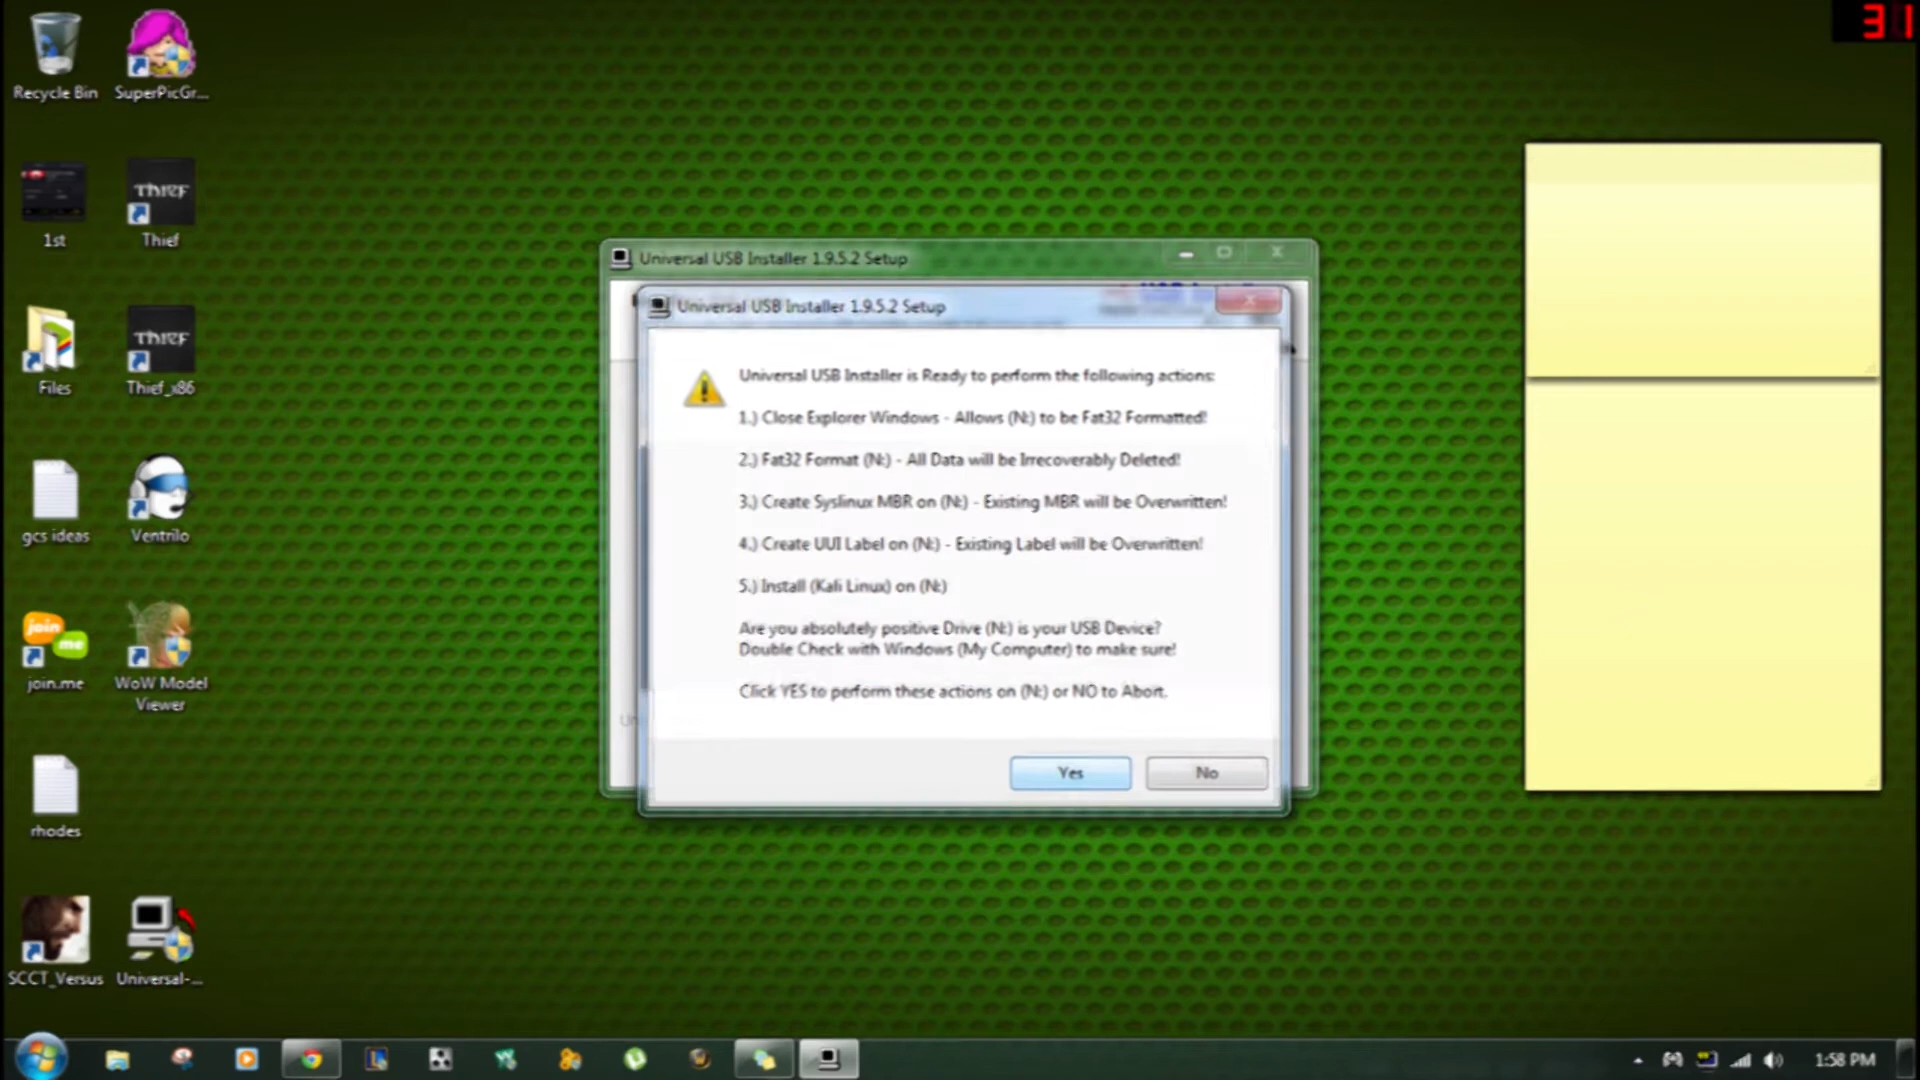 31
Recycle Bin
SuperPicGr...
1st
THIEF
Thief
Files
THIEF
Thief_x86
gcs ideas
Ventrilo
join
me
join.me
WoW Model
Viewer
rhodes
SCCT_Versus
Universal-...
Universal USB Installer 1.9.5.2 Setup
Universal USB Installer 1.9.5.2 Setup
Universal USB Installer is Ready to perform the following actions:
1.) Close Explorer Windows - Allows (N:) to be Fat32 Formatted!
2.) Fat32 Format (N:) - All Data will be Irrecoverably Deleted!
3.) Create Syslinux MBR on (N:) - Existing MBR will be Overwritten!
4.) Create UUI Label on (N:) - Existing Label will be Overwritten!
5.) Install (Kali Linux) on (N:)
Are you absolutely positive Drive (N:) is your USB Device?
Double Check with Windows (My Computer) to make sure!
Click YES to perform these actions on (N:) or NO to Abort.
Yes
No
1:58 PM